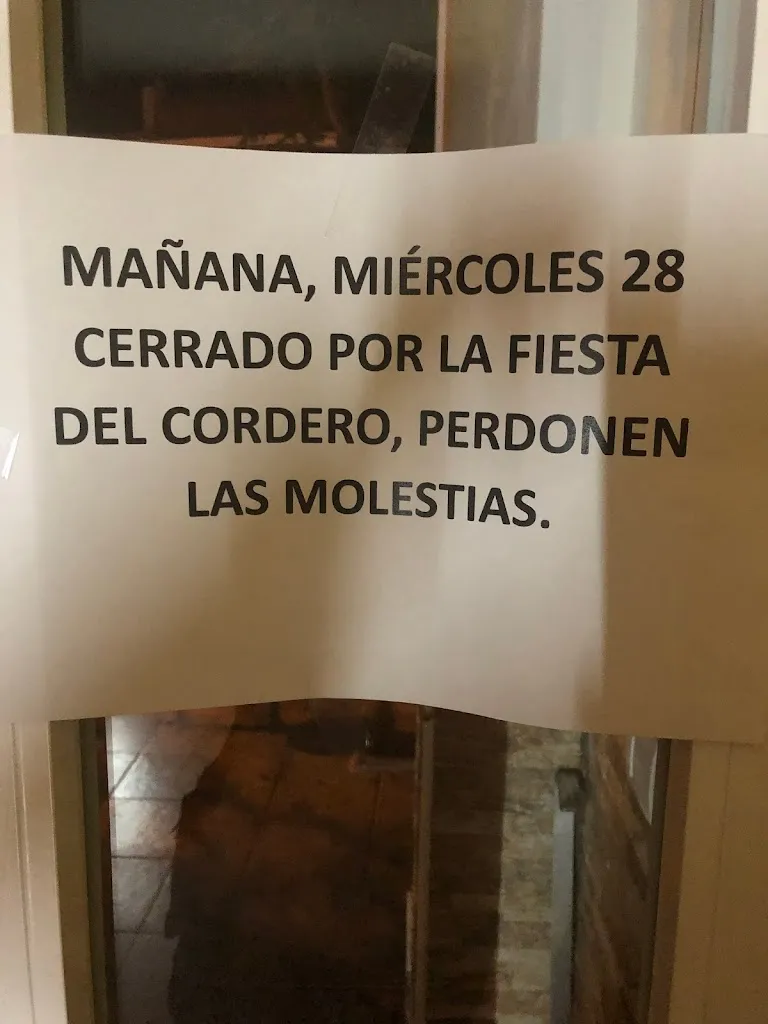 MAÑANA, MIÉRCOLES 28
CERRADO POR LA FIESTA
DEL CORDERO, PERDONEN
LAS MOLESTIAS.